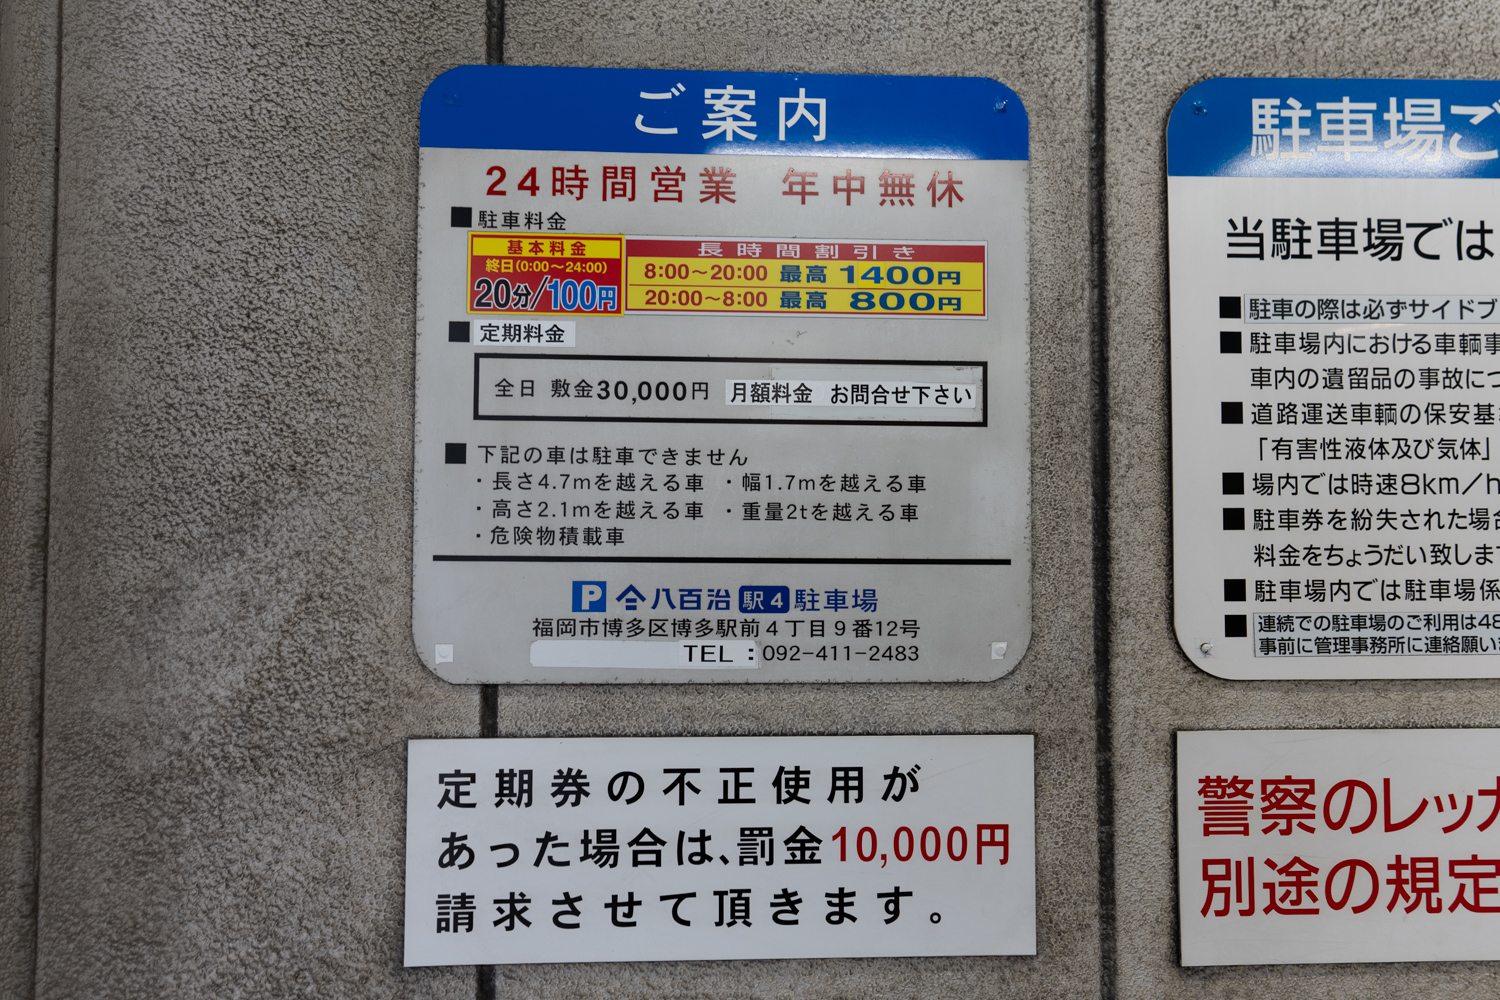 ご案内
24時間営業 年中無休
■駐車料金
基本料金
終日(0:00～24:00)
20分/100円
長時間割引き
8:00～20:00 最高 1400円
20:00～8:00 最高 800円
■定期料金
全日 敷金30,000円 月額料金 お問合せ下さい
■下記の車は駐車できません
・長さ4.7mを越える車 ・幅1.7mを越える車
・高さ2.1mを越える車 ・重量2tを越える車
・危険物積載車
P 八百治 駅4 駐車場
福岡市博多区博多駅前4丁目9番12号
TEL：092-411-2483
定期券の不正使用が
あった場合は、罰金10,000円
請求させて頂きます。
駐車場ご
当駐車場では
■駐車の際は必ずサイドブ
■駐車場内における車輌事
車内の遺留品の事故につ
■道路運送車輌の保安基
「有害性液体及び気体」
■場内では時速8km/h
■駐車券を紛失された場合
料金をちょうだい致しま
■駐車場内では駐車場係
■連続での駐車場のご利用は48
事前に管理事務所に連絡願い
警察のレッカ
別途の規定